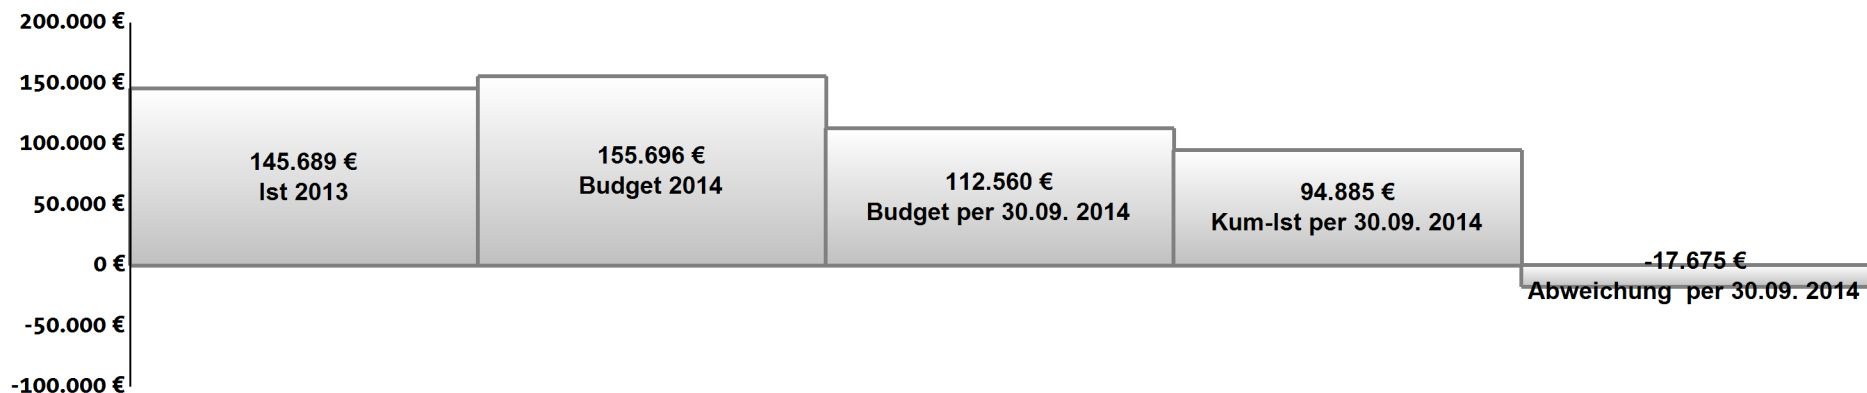 200.000 €
150.000 €
100.000 €
50.000 €
0 €
-50.000 €
-100.000 €
145.689 €
Ist 2013
155.696 €
Budget 2014
112.560 €
Budget per 30.09. 2014
94.885 €
Kum-Ist per 30.09. 2014
-17.675 €
Abweichung  per 30.09. 2014